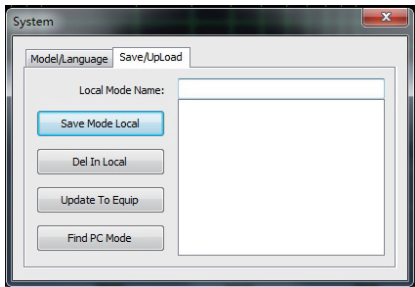 System
Model/Language
Save/UpLoad
Local Mode Name:
Save Mode Local
Del In Local
Update To Equip
Find PC Mode